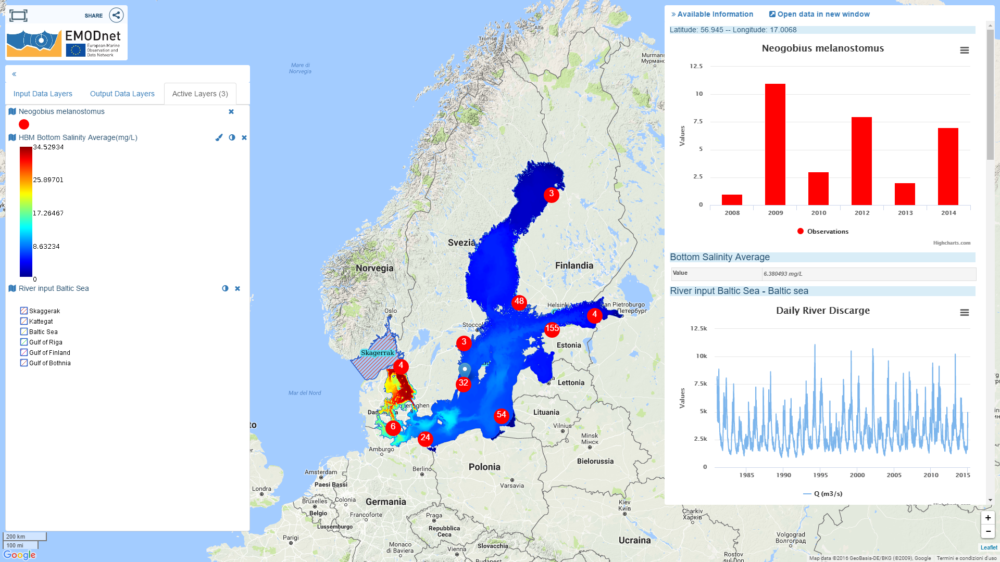 SHARE
EMODnet
European Marine
Observation and
Data Network
«
Input Data Layers
Output Data Layers
Active Layers (3)
Neogobius melanostomus
HBM Bottom Salinity Average(mg/L)
34.52934
25.89701
17.26467
8.63234
0
River input Baltic Sea
Skaggerak
Kattegat
Baltic Sea
Gulf of Riga
Gulf of Finland
Gulf of Bothnia
200 km
100 mi
Google
Mare di
Norvegia
Tromsø
Alta
Murmans
Мурман
Svezia
Norvegia
Finlandia
Oslo
Helsinki
San Pietroburgo
Петербург
Stoccol
Estonia
Skagerrak
Mar del Nord
Lettonia
Lituania
Vilnius
Minsk
Мінск
Bielorussia
Amburgo
Berlino
Polonia
Varsavia
Amsterdam
Paesi Bassi
Londra
Bruxelles
Belgio
Colonia
Germania
Francoforte
Lussemburgo
Praga
Repubblica
Ceca
Parigi
Monaco
di Baviera
Vienna
Slovacchia
Budapest
Kiev
Київ
Charkiv
Харків
Ucraina
Volgograd
Волгоград
Rostov
sul Don
3
48
4
155
3
4
32
54
6
24
» Available Information
Open data in new window
Latitude: 56.945 -- Longitude: 17.0068
Neogobius melanostomus
Values
12.5
10
7.5
5
2.5
0
2008
2009
2010
2012
2013
2014
Observations
Highcharts.com
Bottom Salinity Average
Value
6.380493 mg/L
River input Baltic Sea - Baltic sea
Daily River Discarge
Values
12.5k
10k
7.5k
5k
2.5k
0
1985
1990
1995
2000
2005
2010
2015
Q (m3/s)
+
−
Leaflet
Map data ©2016 GeoBasis-DE/BKG (©2009), Google
Termini e condizioni d'uso